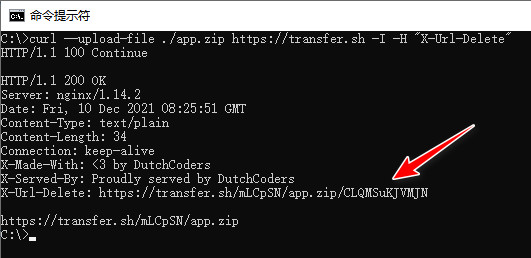 命令提示符
C:\>curl --upload-file ./app.zip https://transfer.sh -I -H "X-Url-Delete"
HTTP/1.1 100 Continue
HTTP/1.1 200 OK
Server: nginx/1.14.2
Date: Fri, 10 Dec 2021 08:25:51 GMT
Content-Type: text/plain
Content-Length: 34
Connection: keep-alive
X-Made-With: <3 by DutchCoders
X-Served-By: Proudly served by DutchCoders
X-Url-Delete: https://transfer.sh/mLCpSN/app.zip/CLQMSuKJVMJN
https://transfer.sh/mLCpSN/app.zip
C:\>